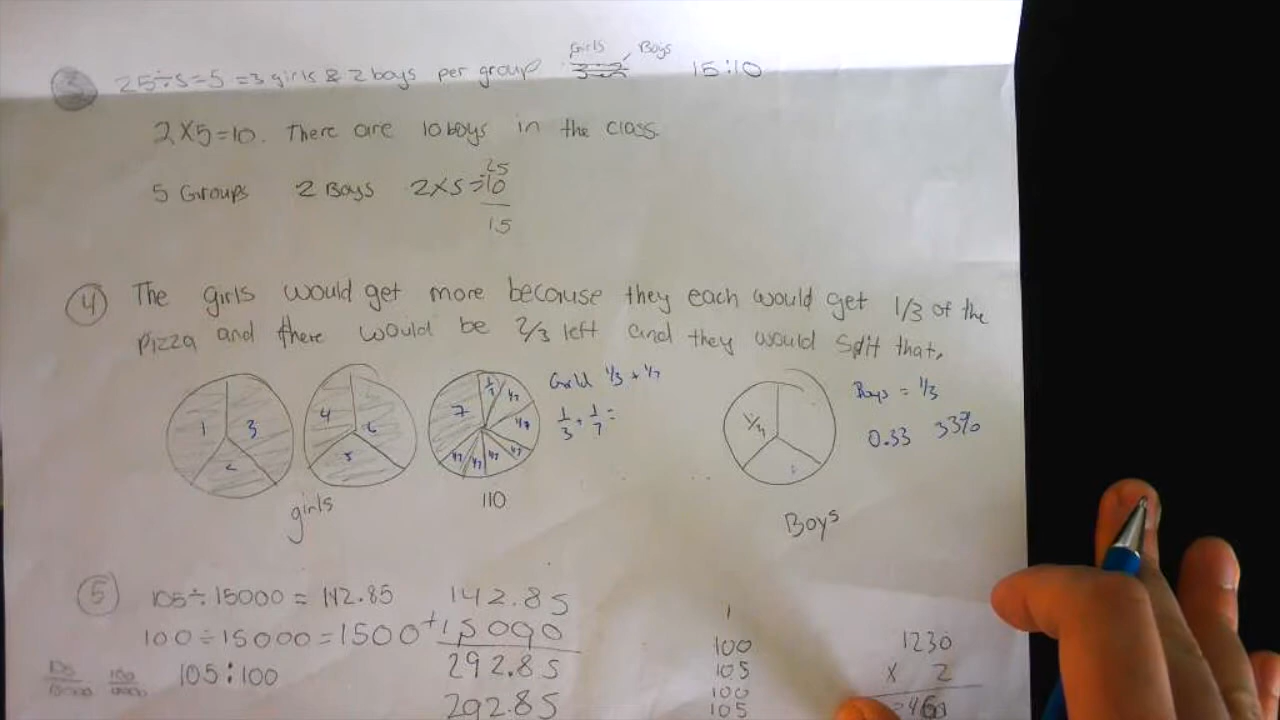 3 25÷5=5 =3 girls & 2 boys per group girls Boys 15:10
2×5=10. There are 10 boys in the class.
5 Groups 2 Boys 2×5=10
25
15
4 The girls would get more because they each would get 1/3 of the
pizza and there would be 2/3 left and they would split that.
1 3 2
4 6 5
7 1/7 1/7 1/7 1/7 1/7 1/7 1/7
1/3 + 1/7
1/3 + 1/7 =
Boys = 1/3
0.33 33%
girls
110
Boys
5 105÷15000 = 142.85
100÷15000=1500
105:100
142.85
+15000
292.85
292.85
1
100
105
100
105
1230
× 2